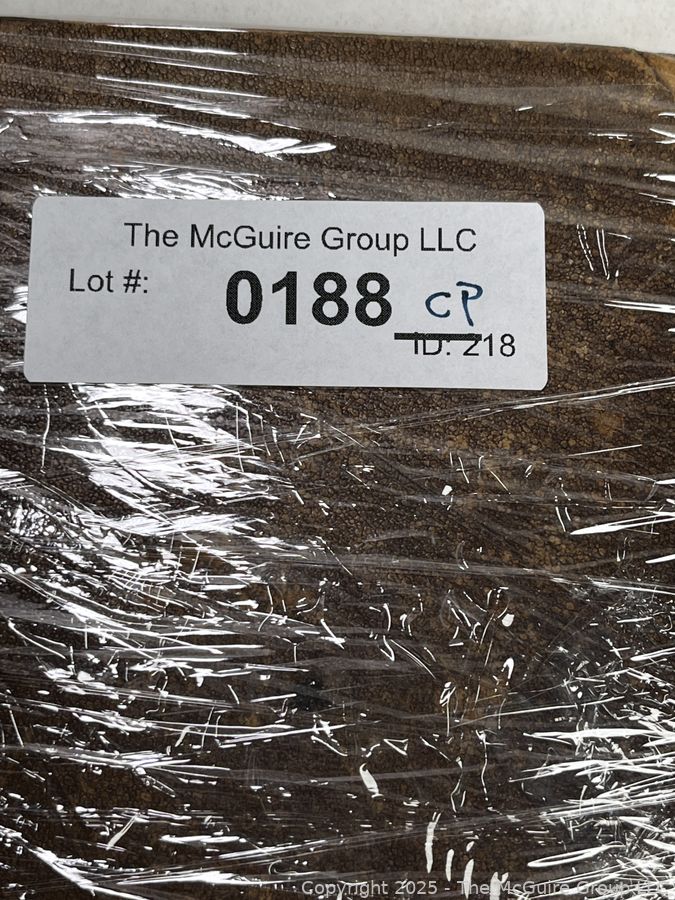 The McGuire Group LLC
Lot #: 0188 CP
ID: 218
Copyright 2025 - The McGuire Group LLC